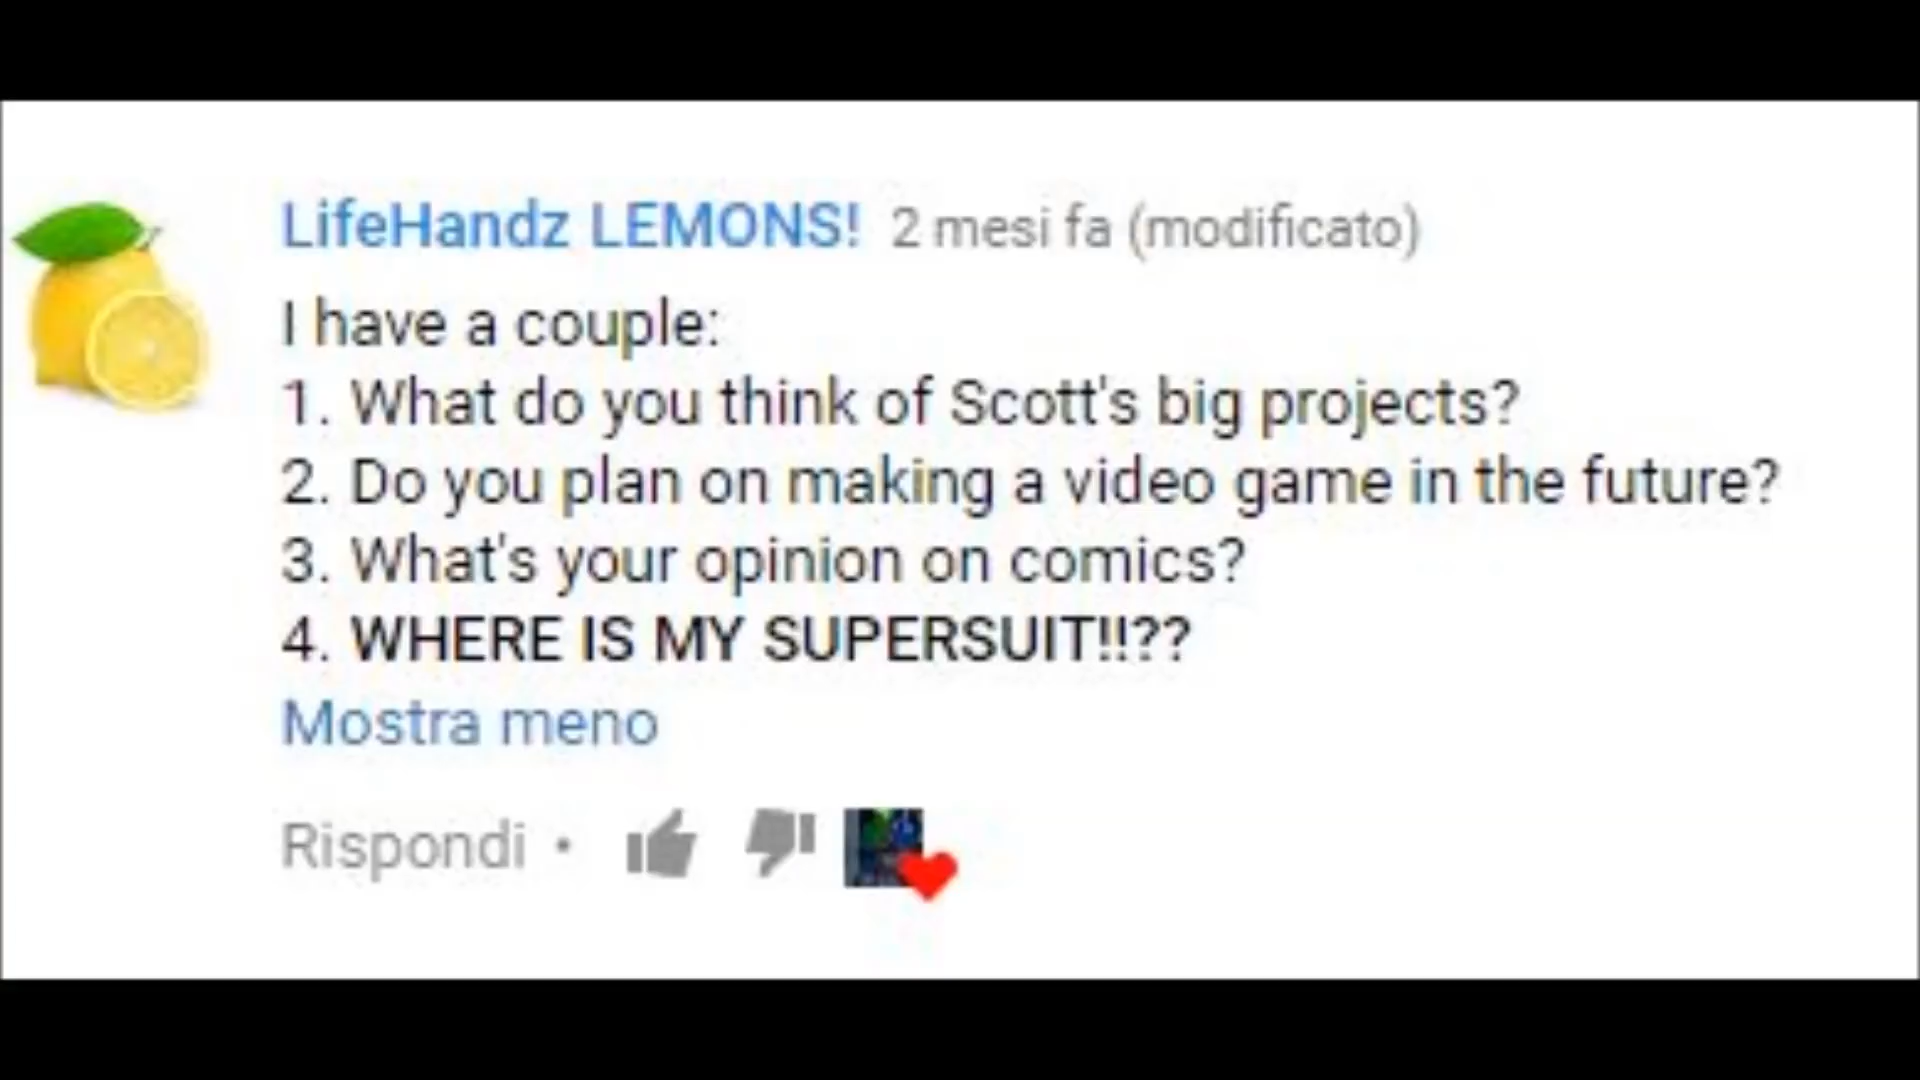 LifeHandz LEMONS! 2 mesi fa (modificato)
I have a couple:
1. What do you think of Scott's big projects?
2. Do you plan on making a video game in the future?
3. What's your opinion on comics?
4. WHERE IS MY SUPERSUIT!!??
Mostra meno
Rispondi •